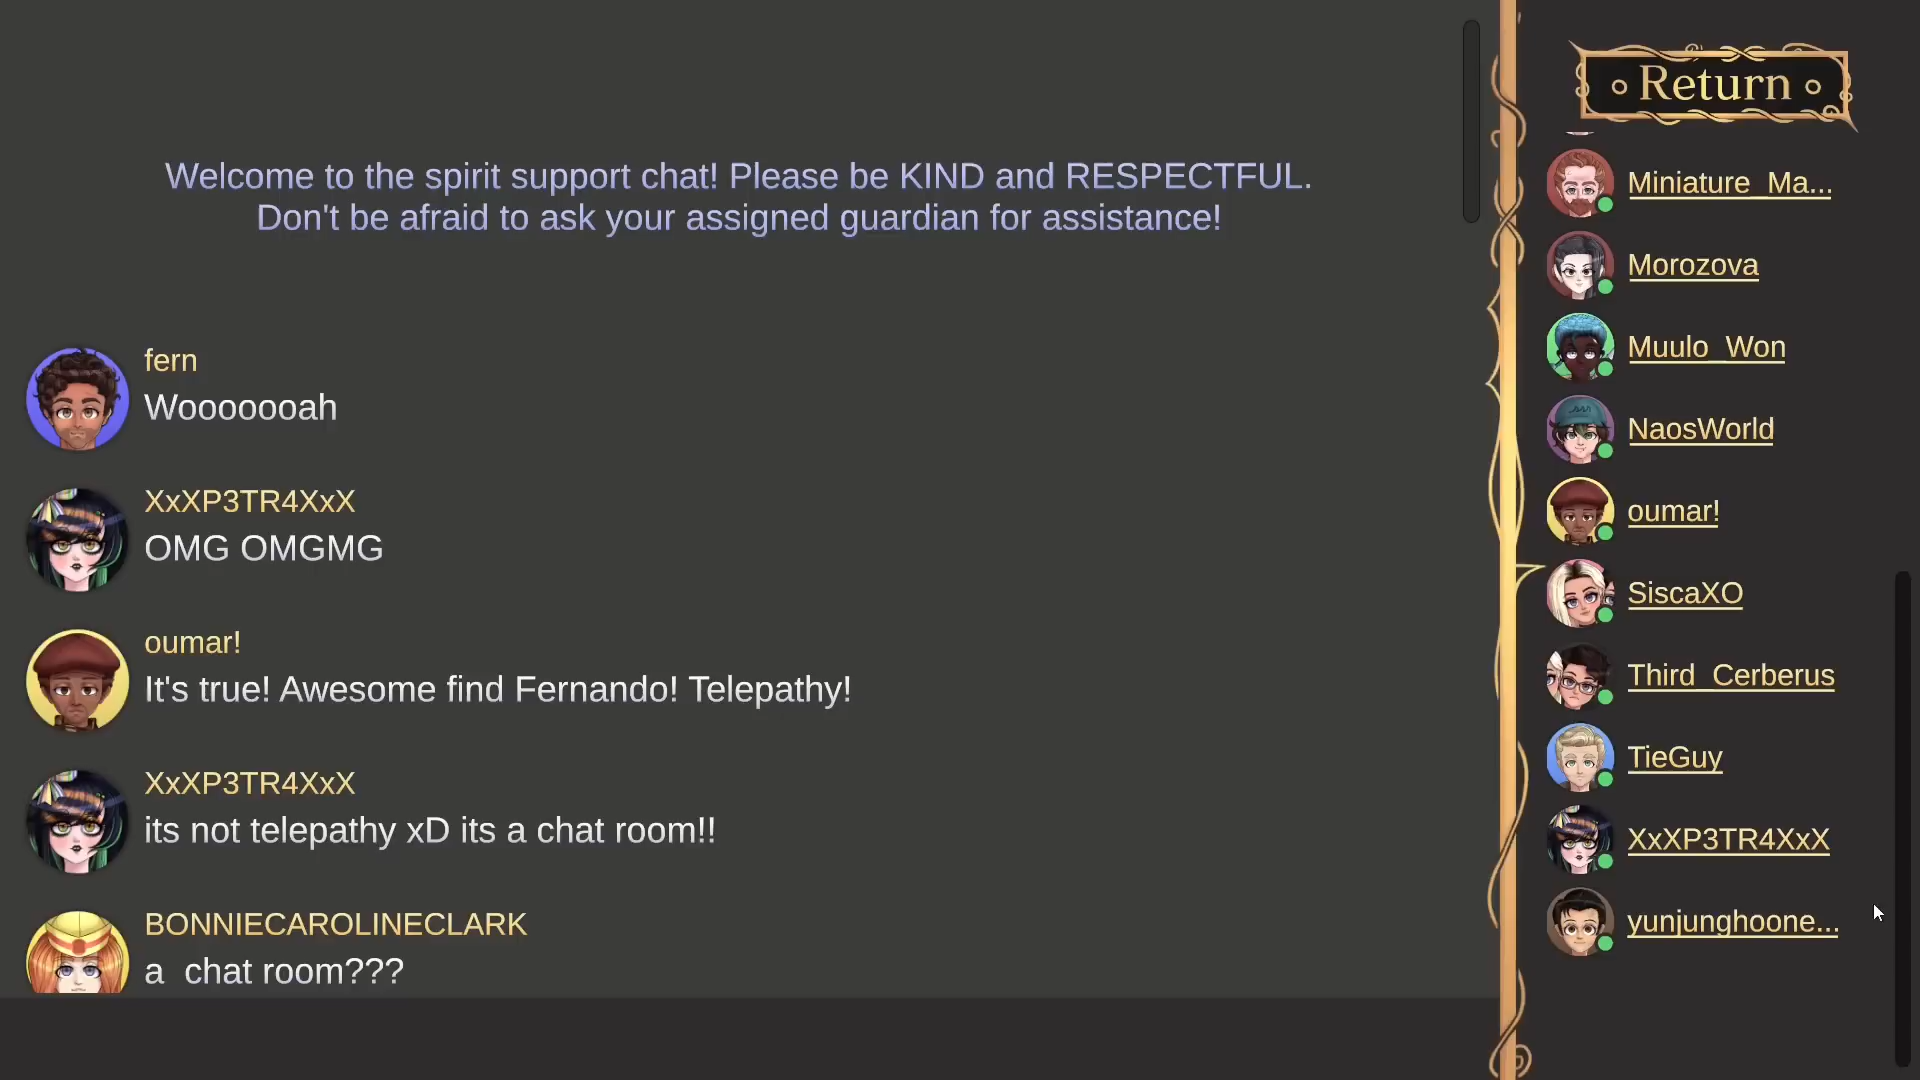 Welcome to the spirit support chat! Please be KIND and RESPECTFUL.
Don't be afraid to ask your assigned guardian for assistance!
fern
Wooooooah
XxXP3TR4XxX
OMG OMGMG
oumar!
It's true! Awesome find Fernando! Telepathy!
XxXP3TR4XxX
its not telepathy xD its a chat room!!
BONNIECAROLINECLARK
a  chat room???
Return
Miniature_Ma...
Morozova
Muulo_Won
NaosWorld
oumar!
SiscaXO
Third_Cerberus
TieGuy
XxXP3TR4XxX
yunjunghoone...